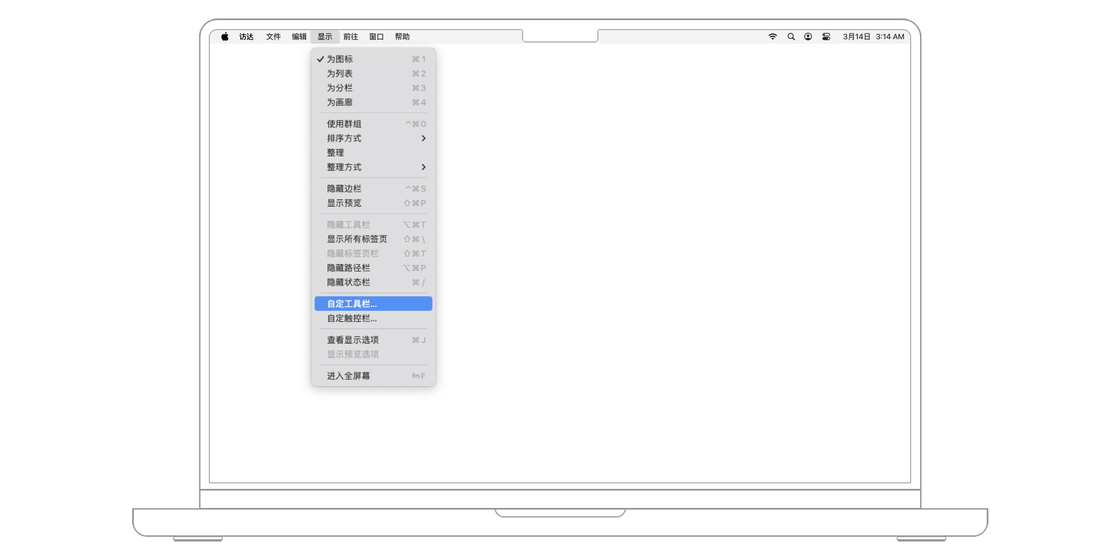 访达 文件 编辑 显示 前往 窗口 帮助 3月14日 3:14 AM
✓ 为图标 ⌘1
为列表 ⌘2
为分栏 ⌘3
为画廊 ⌘4
使用群组 ^⌘0
排序方式 >
整理
整理方式 >
隐藏边栏 ^⌘S
显示预览 ⇧⌘P
隐藏工具栏 ⌥⌘T
显示所有标签页 ⇧⌘\
隐藏标签页栏 ⇧⌘T
隐藏路径栏 ⌥⌘P
隐藏状态栏 ⌘/
自定工具栏...
自定触控栏...
查看显示选项 ⌘J
显示预览选项
进入全屏幕 fn F